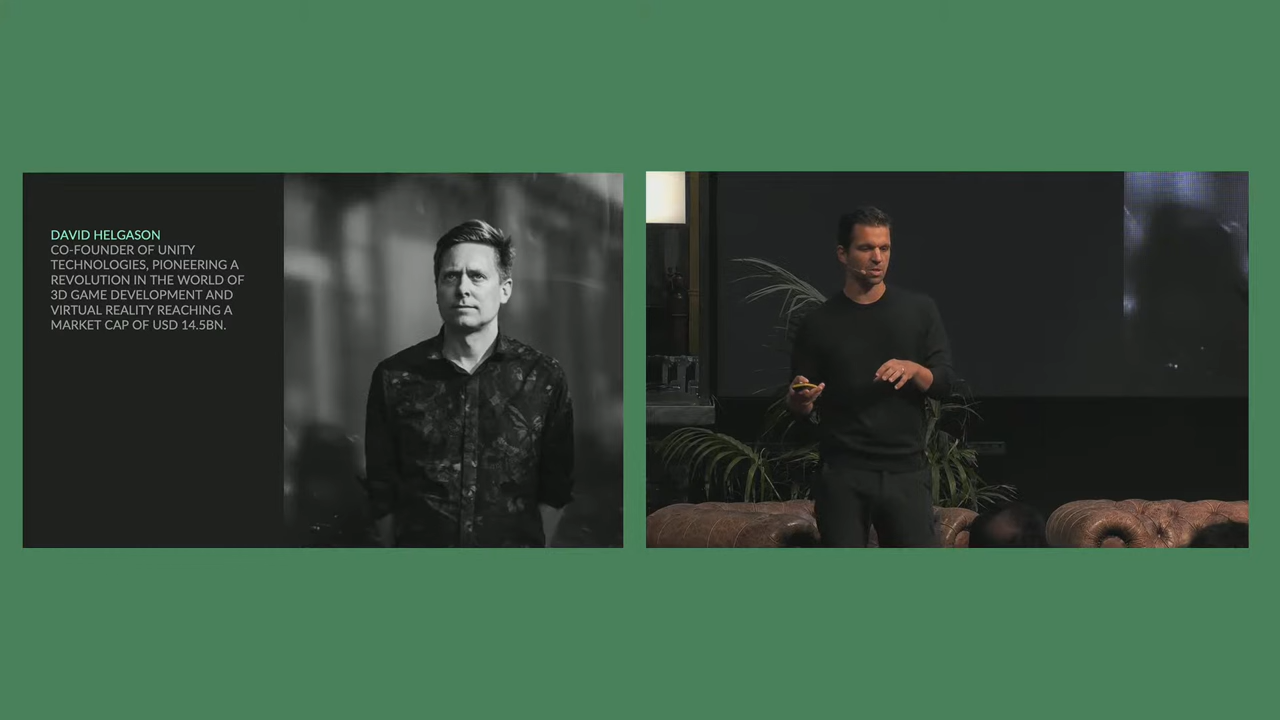 DAVID HELGASON
CO-FOUNDER OF UNITY
TECHNOLOGIES, PIONEERING A
REVOLUTION IN THE WORLD OF
3D GAME DEVELOPMENT AND
VIRTUAL REALITY REACHING A
MARKET CAP OF USD 14.5BN.